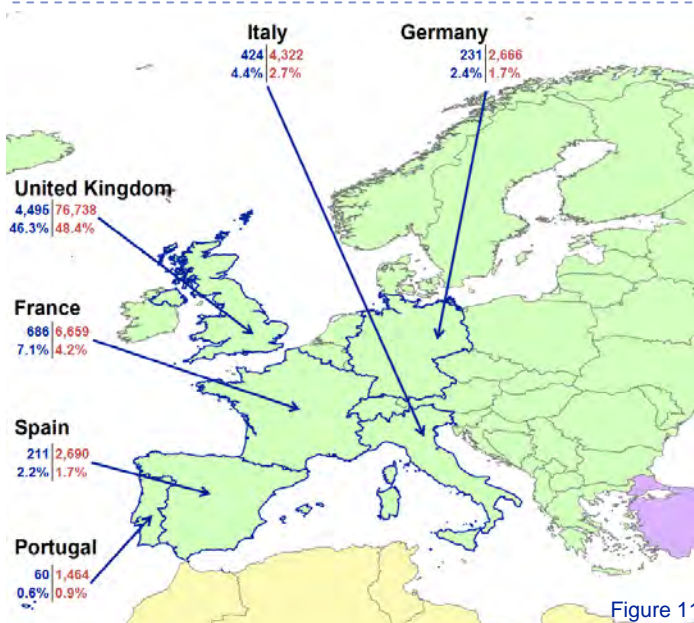 Italy
424 4,322
4.4% 2.7%
Germany
231 2,666
2.4% 1.7%
United Kingdom
4,495 76,738
46.3% 48.4%
France
686 6,659
7.1% 4.2%
Spain
211 2,690
2.2% 1.7%
Portugal
60 1,464
0.6% 0.9%
Figure 11